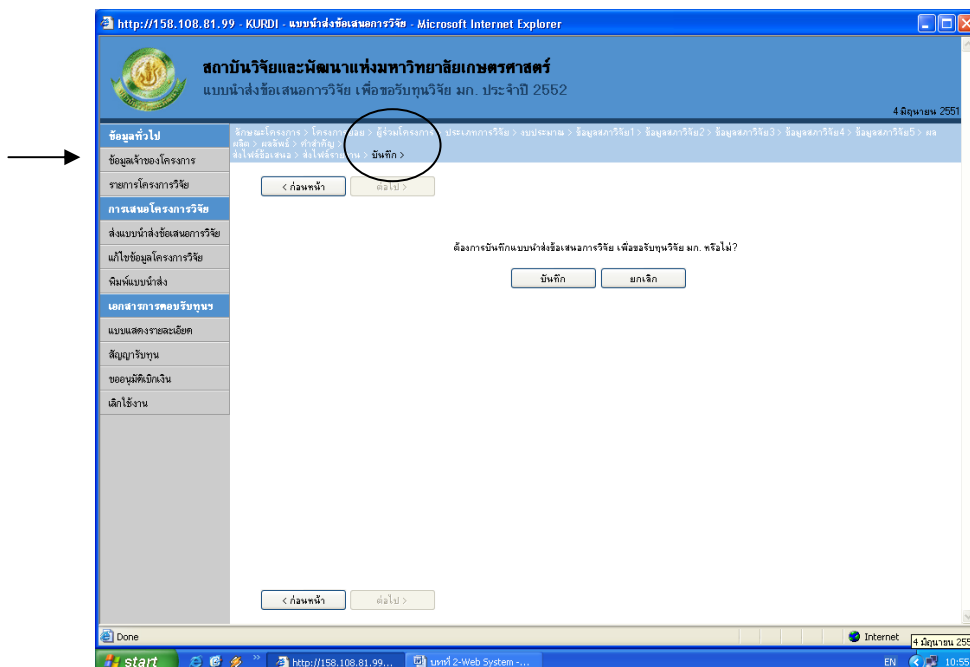 http://158.108.81.99 - KURDI - แบบนำส่งข้อเสนอการวิจัย - Microsoft Internet Explorer
สถาบันวิจัยและพัฒนาแห่งมหาวิทยาลัยเกษตรศาสตร์
แบบนำส่งข้อเสนอการวิจัย เพื่อขอรับทุนวิจัย มก. ประจำปี 2552
4 มิถุนายน 2551
ข้อมูลทั่วไป
ข้อมูลเจ้าของโครงการ
รายการโครงการวิจัย
การเสนอโครงการวิจัย
ส่งแบบนำส่งข้อเสนอการวิจัย
แก้ไขข้อมูลโครงการวิจัย
พิมพ์แบบนำส่ง
เอกสารการตอบรับทุนฯ
แบบแสดงรายละเอียด
สัญญารับทุน
ขออนุมัติเบิกเงิน
เลิกใช้งาน
ลักษณะโครงการ > โครงการย่อย > ผู้ร่วมโครงการ > ประเภทการวิจัย > งบประมาณ > ข้อมูลสภาวิจัย1 > ข้อมูลสภาวิจัย2 > ข้อมูลสภาวิจัย3 > ข้อมูลสภาวิจัย4 > ข้อมูลสภาวิจัย5 > ผล
ผลิต > ผลลัพธ์ > คำสำคัญ >
ส่งไฟล์ข้อเสนอ > ส่งไฟล์รายงาน > บันทึก >
< ก่อนหน้า ต่อไป >
ต้องการบันทึกแบบนำส่งข้อเสนอการวิจัย เพื่อขอรับทุนวิจัย มก. หรือไม่?
บันทึก ยกเลิก
< ก่อนหน้า ต่อไป >
Done Internet
4 มิถุนายน 255
start http://158.108.81.99... บทที่ 2-Web System -... EN 10:55